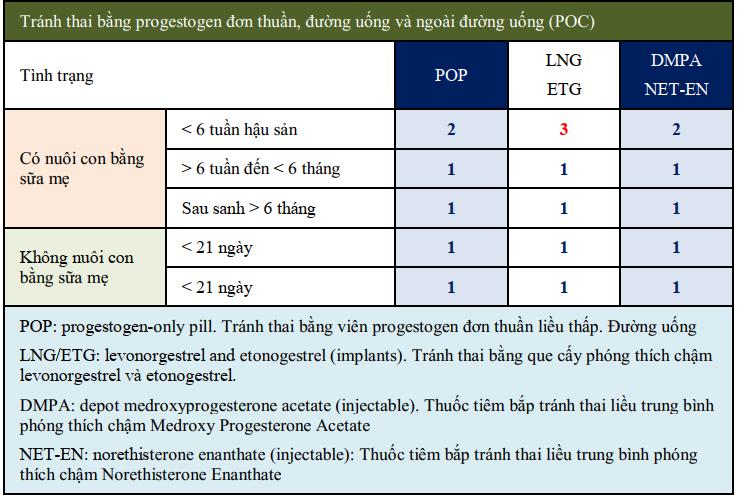 Tránh thai bằng progestogen đơn thuần, đường uống và ngoài đường uống (POC)
Tình trạng
POP
LNG
ETG
DMPA
NET-EN
Có nuôi con bằng
sữa mẹ
< 6 tuần hậu sản
2
3
2
> 6 tuần đến < 6 tháng
1
1
1
Sau sanh > 6 tháng
1
1
1
Không nuôi con
bằng sữa mẹ
< 21 ngày
1
1
1
< 21 ngày
1
1
1
POP: progestogen-only pill. Tránh thai bằng viên progestogen đơn thuần liều thấp. Đường uống
LNG/ETG: levonorgestrel and etonogestrel (implants). Tránh thai bằng que cấy phóng thích chậm
levonorgestrel và etonogestrel.
DMPA: depot medroxyprogesterone acetate (injectable). Thuốc tiêm bắp tránh thai liều trung bình
phóng thích chậm Medroxy Progesterone Acetate
NET-EN: norethisterone enanthate (injectable): Thuốc tiêm bắp tránh thai liều trung bình phóng
thích chậm Norethisterone Enanthate